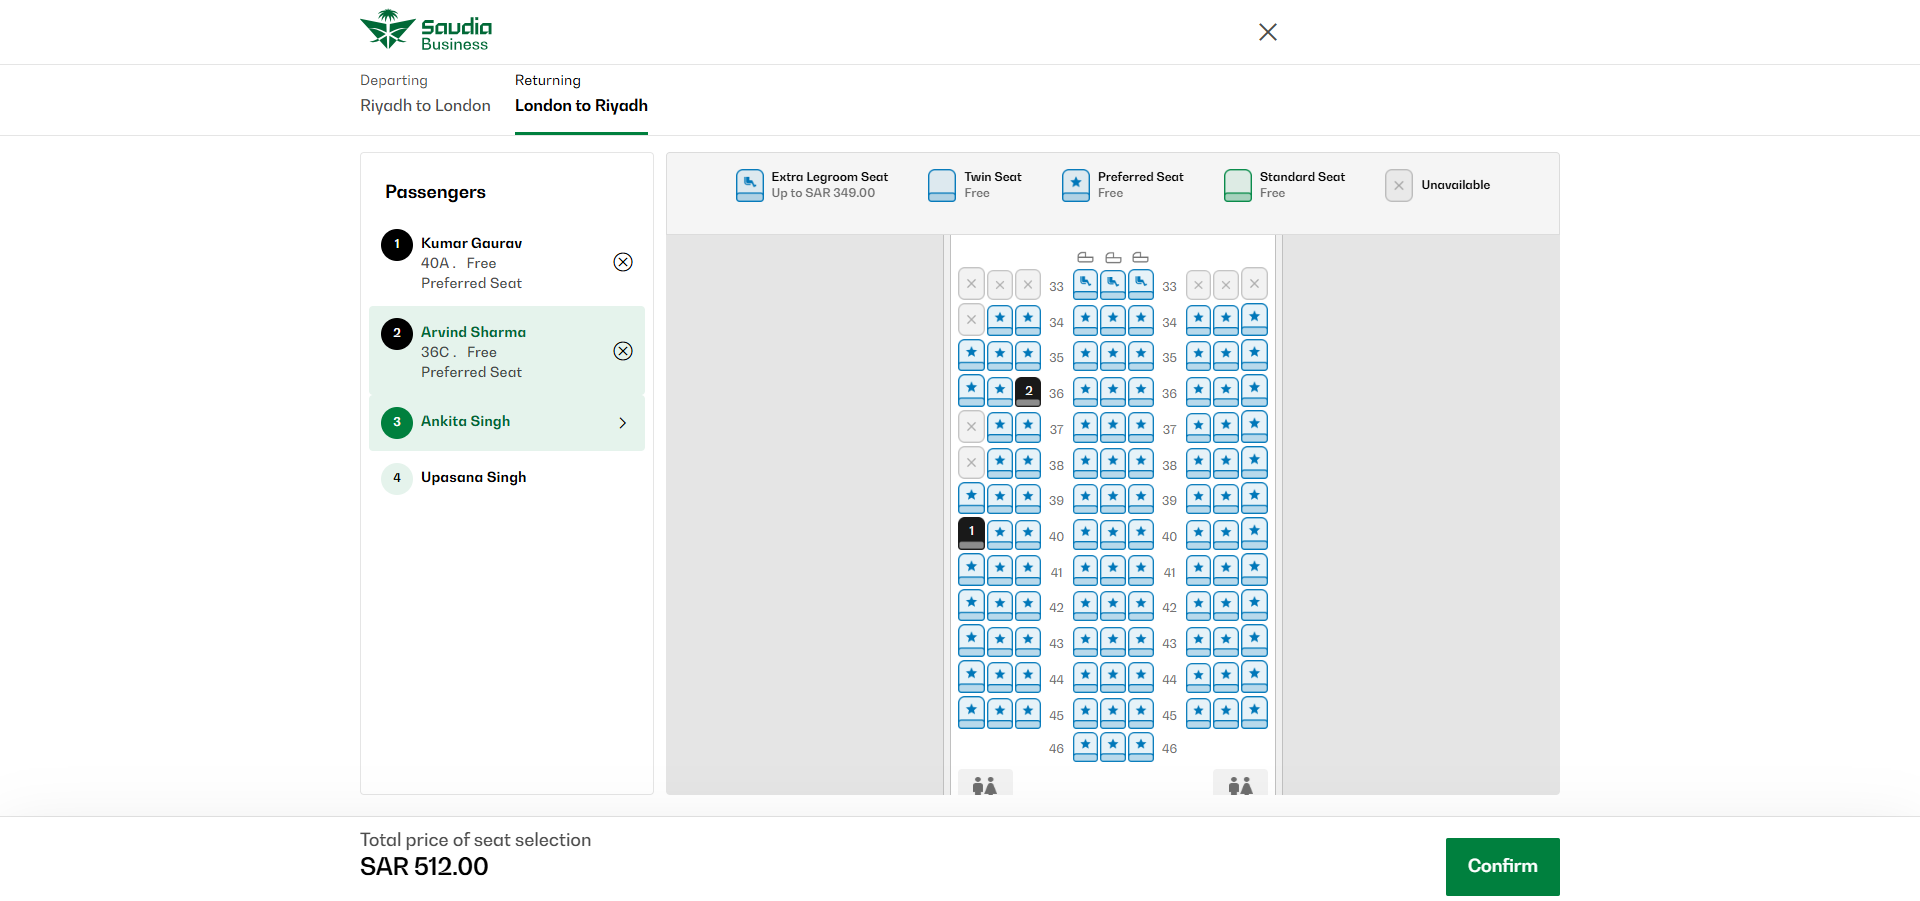 Saudia
Business
Departing
Riyadh to London
Returning
London to Riyadh
Passengers
1
Kumar Gaurav
40A . Free
Preferred Seat
2
Arvind Sharma
36C . Free
Preferred Seat
3
Ankita Singh
4
Upasana Singh
Extra Legroom Seat
Up to SAR 349.00
Twin Seat
Free
Preferred Seat
Free
Standard Seat
Free
Unavailable
33 33
34 34
35 35
2 36 36
37 37
38 38
39 39
1 40 40
41 41
42 42
43 43
44 44
45 45
46 46
Total price of seat selection
SAR 512.00
Confirm